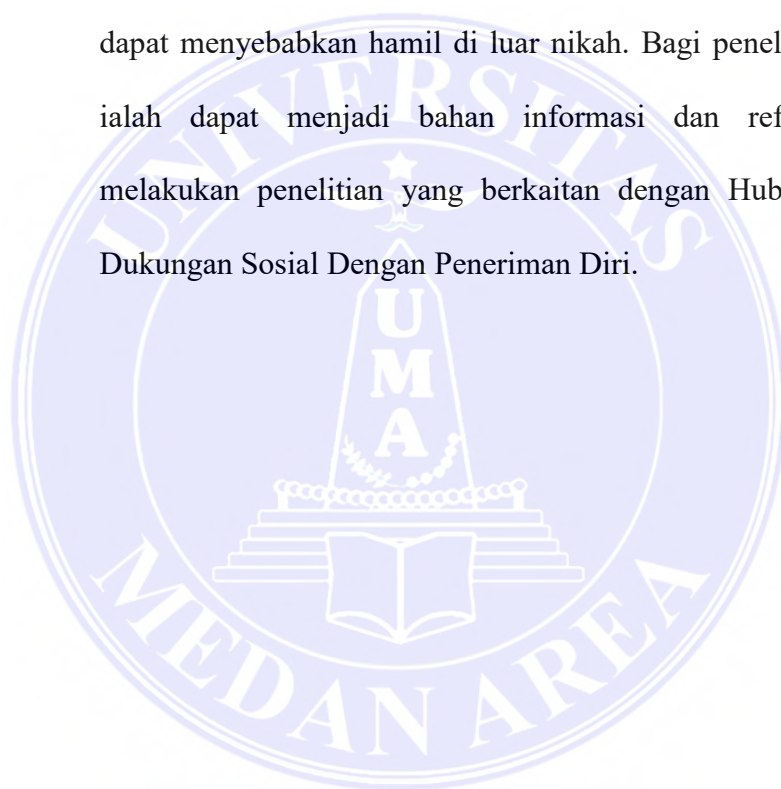 dapat menyebabkan hamil di luar nikah. Bagi penel
ialah dapat menjadi bahan informasi dan ref
melakukan penelitian yang berkaitan dengan Hub
Dukungan Sosial Dengan Peneriman Diri.
UNIVERSITAS
U
M
A
MEDAN AREA